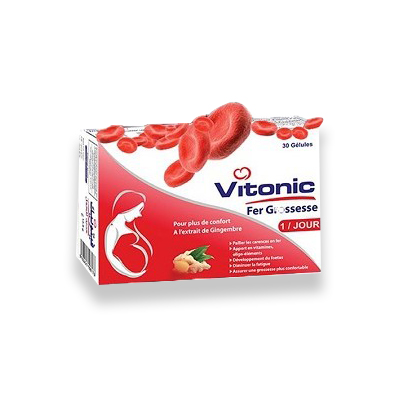 30 Gélules
Vitonic
Fer Grossesse
1 / JOUR
Pour plus de confort
A l'extrait de Gingembre
Pallier les carences en fer
Apport en vitamines,
oligo-éléments
Développement du foetus
Diminuer la fatigue
Assurer une grossesse plus confortable